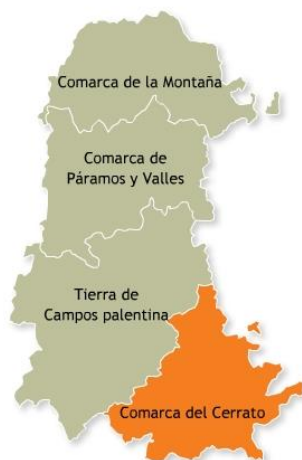 Comarca de la Montaña
Comarca de
Páramos y Valles
Tierra de
Campos palentina
Comarca del Cerrato